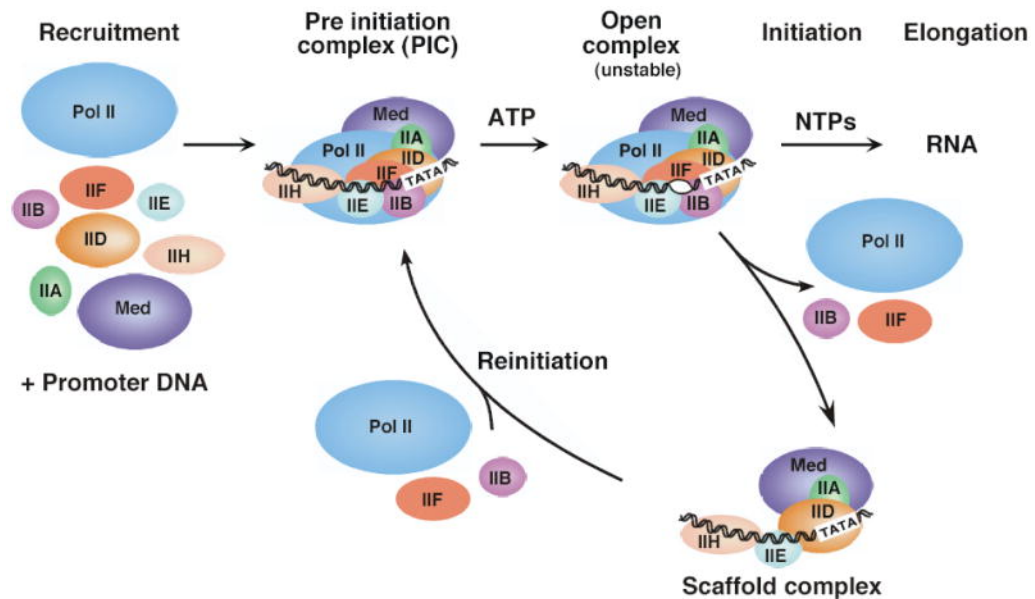 Recruitment
Pre initiation
complex (PIC)
Open
complex
(unstable)
Initiation
Elongation
Pol II
IIF
IIB
IIE
IID
IIH
IIA
Med
+ Promoter DNA
Med
IIA
Pol II
IID
IIF
TATA
IIH
IIE
IIB
ATP
Med
IIA
Pol II
IID
IIF
TATA
IIH
IIE
IIB
NTPs
RNA
Pol II
IIB
IIF
Reinitiation
Pol II
IIB
IIF
Med
IIA
IID
TATA
IIH
IIE
Scaffold complex